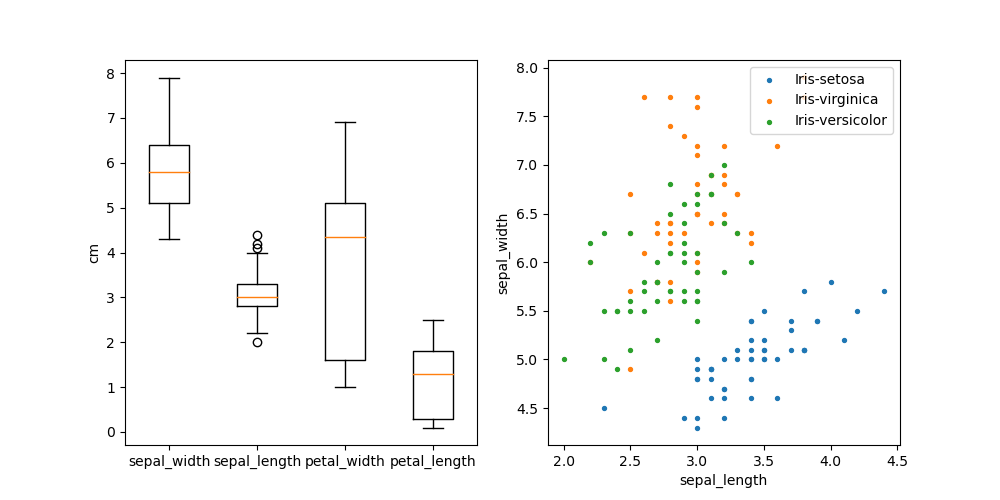 cm
8
7
6
5
4
3
2
1
0
sepal_width sepal_length petal_width petal_length
sepal_width
8.0
7.5
7.0
6.5
6.0
5.5
5.0
4.5
Iris-setosa
Iris-virginica
Iris-versicolor
2.0 2.5 3.0 3.5 4.0 4.5
sepal_length